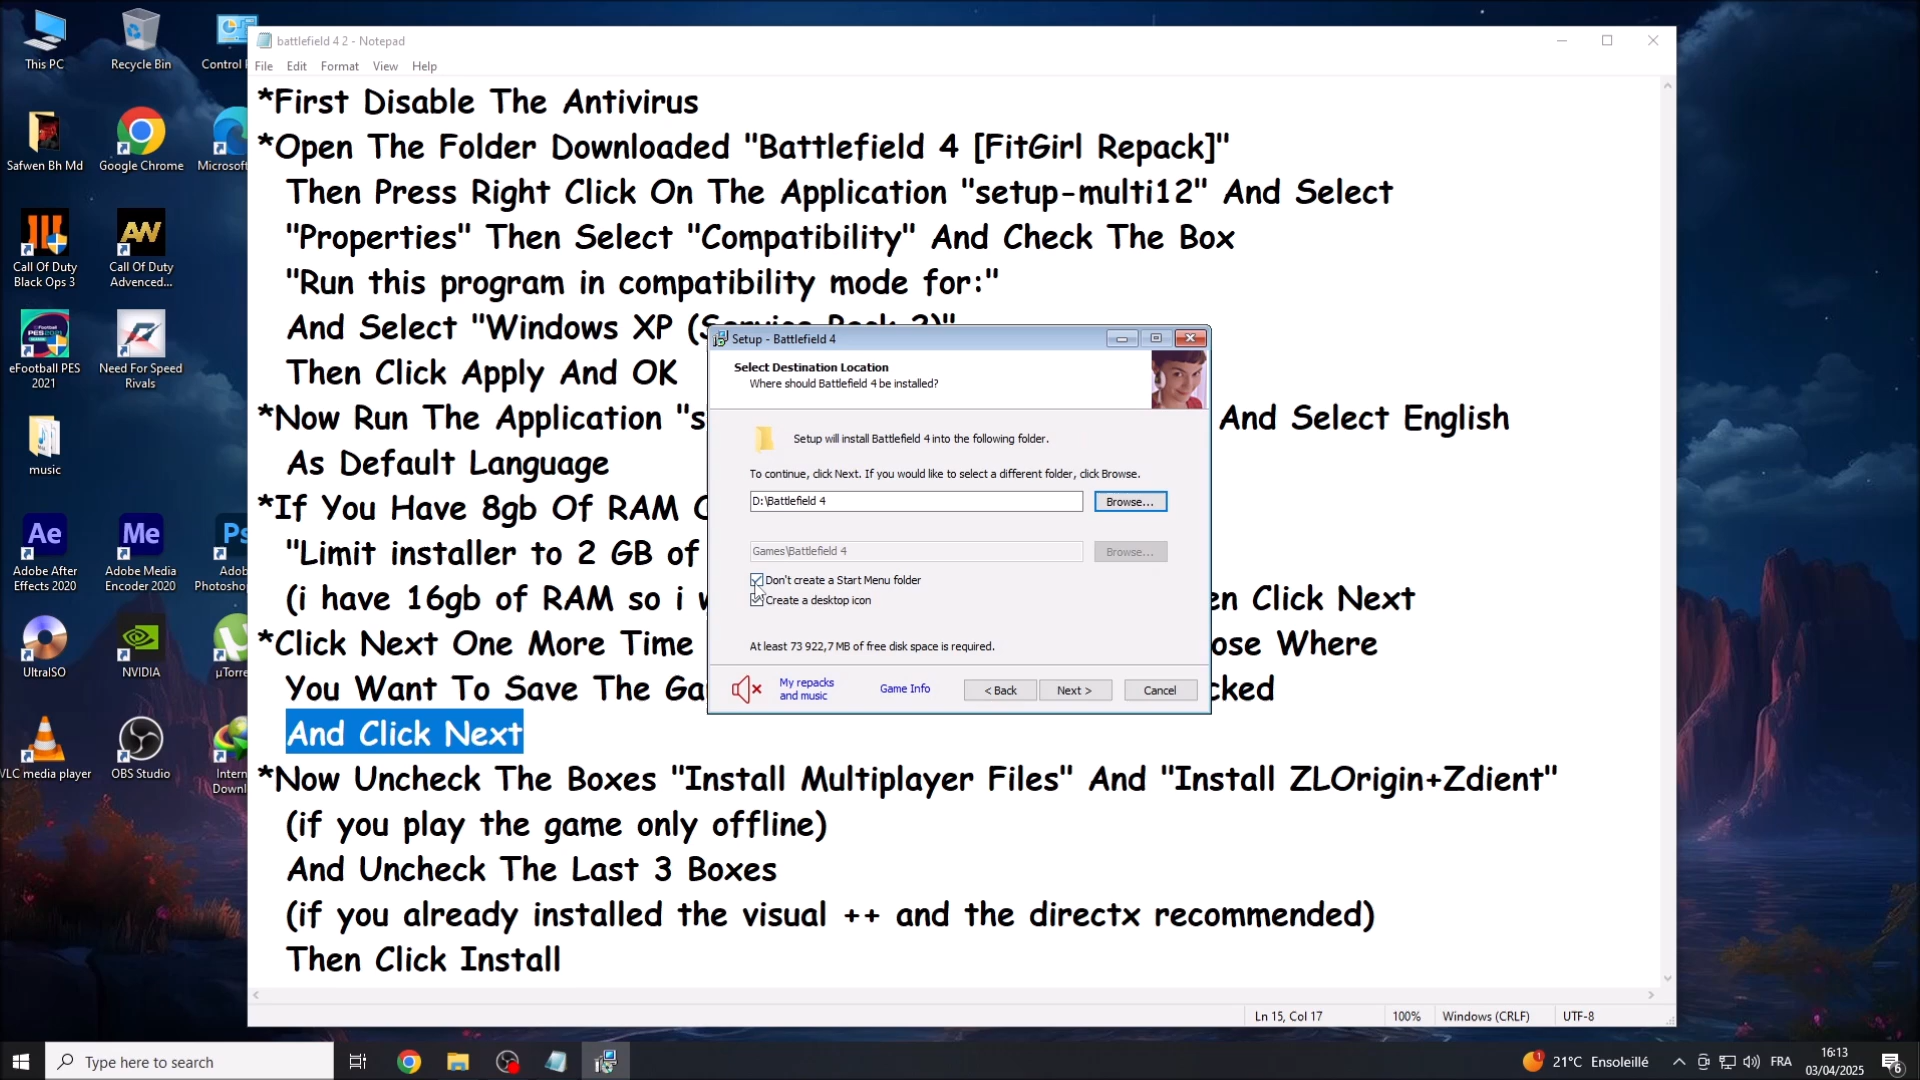 This PC
Recycle Bin
Control
Safwen Bh Md
Google Chrome
Microsoft
Call Of Duty
Black Ops 3
Call Of Duty
Advanced...
eFootball PES
2021
Need For Speed
Rivals
music
Adobe After
Effects 2020
Adobe Media
Encoder 2020
Adob
Photoshop
UltraISO
NVIDIA
µTorre
VLC media player
OBS Studio
Intern
Downl
battlefield 4 2 - Notepad
File Edit Format View Help
*First Disable The Antivirus
*Open The Folder Downloaded "Battlefield 4 [FitGirl Repack]"
Then Press Right Click On The Application "setup-multi12" And Select
"Properties" Then Select "Compatibility" And Check The Box
"Run this program in compatibility mode for:"
And Select "Windows XP (Service Pack 3)"
Then Click Apply And OK
*Now Run The Application "s And Select English
As Default Language
*If You Have 8gb Of RAM
"Limit installer to 2 GB of
(i have 16gb of RAM so i w en Click Next
*Click Next One More Time ose Where
You Want To Save The Ga cked
And Click Next
*Now Uncheck The Boxes "Install Multiplayer Files" And "Install ZLOrigin+Zdient"
(if you play the game only offline)
And Uncheck The Last 3 Boxes
(if you already installed the visual ++ and the directx recommended)
Then Click Install
Setup - Battlefield 4
Select Destination Location
Where should Battlefield 4 be installed?
Setup will install Battlefield 4 into the following folder.
To continue, click Next. If you would like to select a different folder, click Browse.
D:\Battlefield 4
Browse...
Games\Battlefield 4
Browse...
Don't create a Start Menu folder
Create a desktop icon
At least 73 922,7 MB of free disk space is required.
My repacks
and music
Game Info
< Back
Next >
Cancel
Ln 15, Col 17 100% Windows (CRLF) UTF-8
Type here to search
21°C Ensoleillé
FRA
16:13
03/04/2025